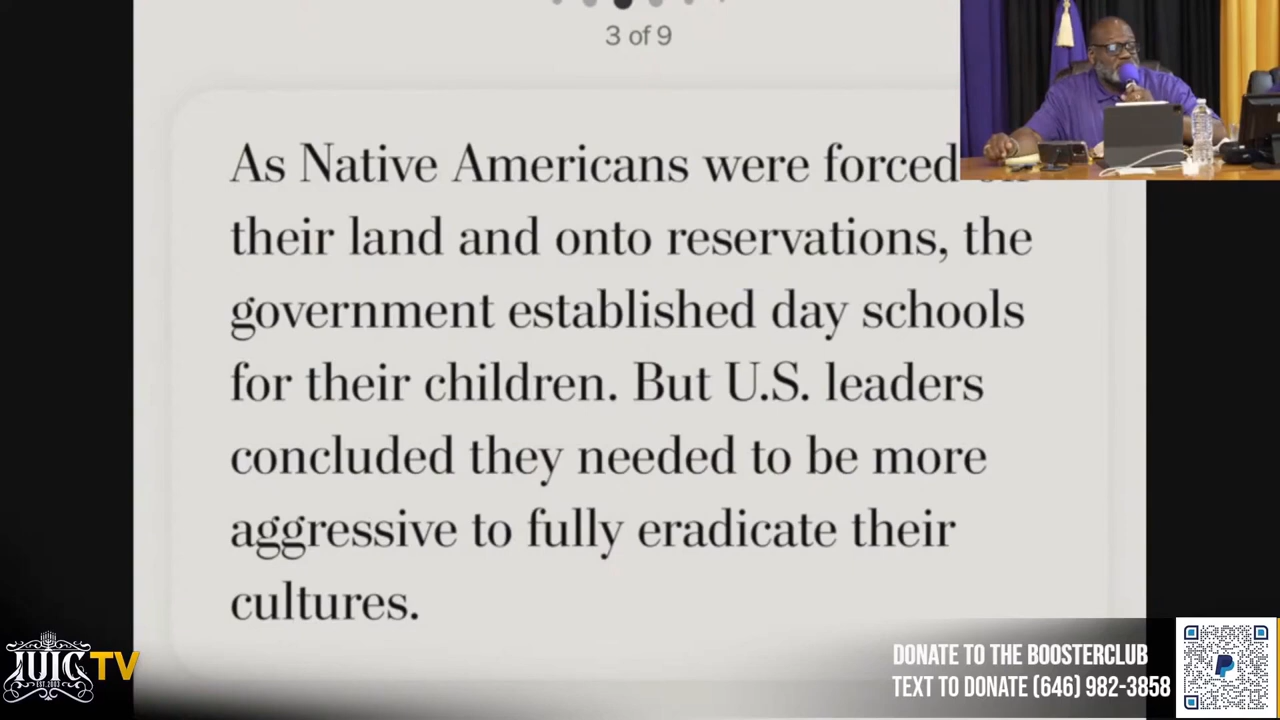 3 of 9
As Native Americans were forced
their land and onto reservations, the
government established day schools
for their children. But U.S. leaders
concluded they needed to be more
aggressive to fully eradicate their
cultures.
IUIC TV
EST. 2003
DONATE TO THE BOOSTERCLUB
TEXT TO DONATE (646) 982-3858